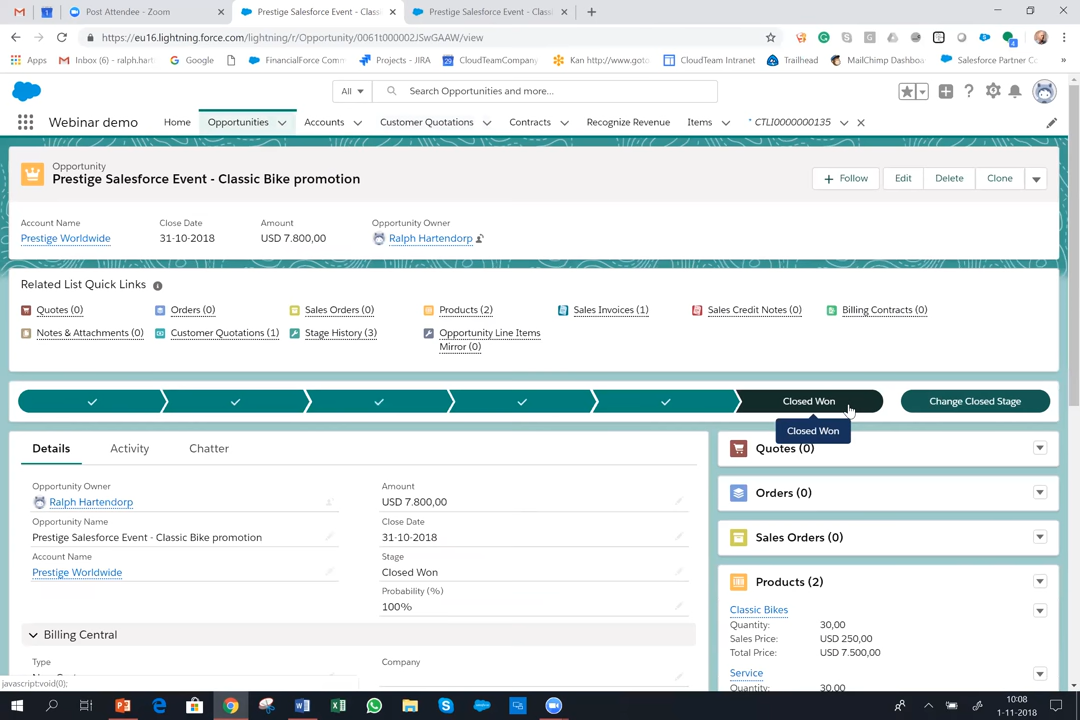 Post Attendee - Zoom
Prestige Salesforce Event - Classic
Prestige Salesforce Event - Classi
https://eu16.lightning.force.com/lightning/r/Opportunity/0061t000002JSwGAAW/view
Apps
Inbox (6) - ralph.hart
Google
FinancialForce Comm
Projects - JIRA
CloudTeamCompany
Kan http://www.goto
CloudTeam Intranet
Trailhead
MailChimp Dashboa
Salesforce Partner Co
All
Search Opportunities and more...
Webinar demo
Home
Opportunities
Accounts
Customer Quotations
Contracts
Recognize Revenue
Items
* CTLI0000000135
Opportunity
Prestige Salesforce Event - Classic Bike promotion
+ Follow
Edit
Delete
Clone
Account Name
Close Date
Amount
Opportunity Owner
Prestige Worldwide
31-10-2018
USD 7.800,00
Ralph Hartendorp
Related List Quick Links
Quotes (0)
Orders (0)
Sales Orders (0)
Products (2)
Sales Invoices (1)
Sales Credit Notes (0)
Billing Contracts (0)
Notes & Attachments (0)
Customer Quotations (1)
Stage History (3)
Opportunity Line Items
Mirror (0)
Closed Won
Change Closed Stage
Closed Won
Details
Activity
Chatter
Opportunity Owner
Ralph Hartendorp
Amount
USD 7.800,00
Opportunity Name
Prestige Salesforce Event - Classic Bike promotion
Close Date
31-10-2018
Account Name
Prestige Worldwide
Stage
Closed Won
Probability (%)
100%
Billing Central
Type
Company
Quotes (0)
Orders (0)
Sales Orders (0)
Products (2)
Classic Bikes
Quantity: 30,00
Sales Price: USD 250,00
Total Price: USD 7.500,00
Service
Quantity: 30,00
javascript:void(0);
10:08
1-11-2018